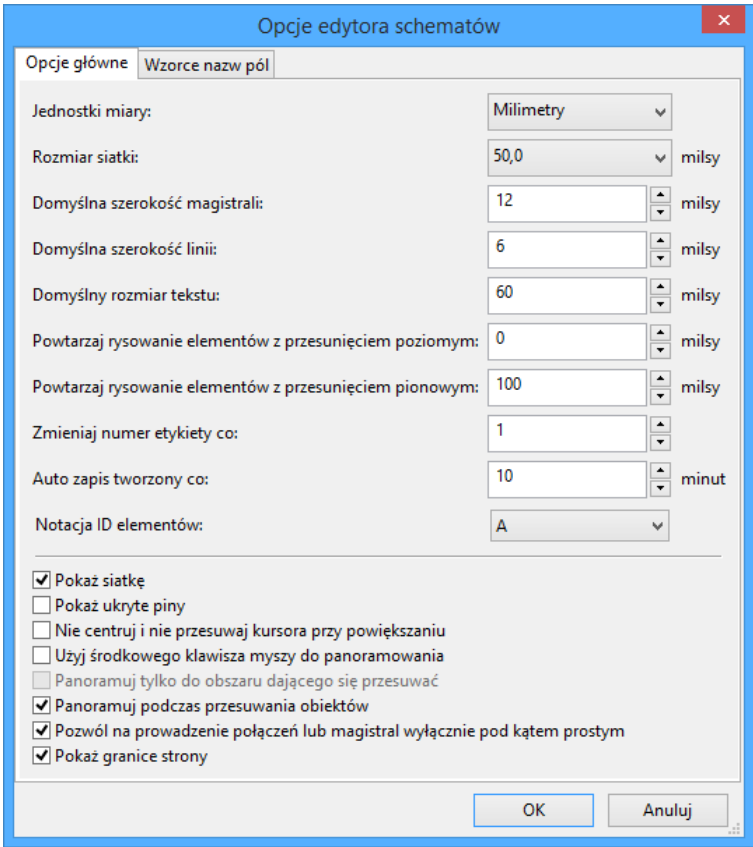 Opcje edytora schematów
Opcje główne Wzorce nazw pól
Jednostki miary: Milimetry
Rozmiar siatki: 50,0 milsy
Domyślna szerokość magistrali: 12 milsy
Domyślna szerokość linii: 6 milsy
Domyślny rozmiar tekstu: 60 milsy
Powtarzaj rysowanie elementów z przesunięciem poziomym: 0 milsy
Powtarzaj rysowanie elementów z przesunięciem pionowym: 100 milsy
Zmieniaj numer etykiety co: 1
Auto zapis tworzony co: 10 minut
Notacja ID elementów: A
Pokaż siatkę
Pokaż ukryte piny
Nie centruj i nie przesuwaj kursora przy powiększaniu
Użyj środkowego klawisza myszy do panoramowania
Panoramuj tylko do obszaru dającego się przesuwać
Panoramuj podczas przesuwania obiektów
Pozwól na prowadzenie połączeń lub magistral wyłącznie pod kątem prostym
Pokaż granice strony
OK Anuluj